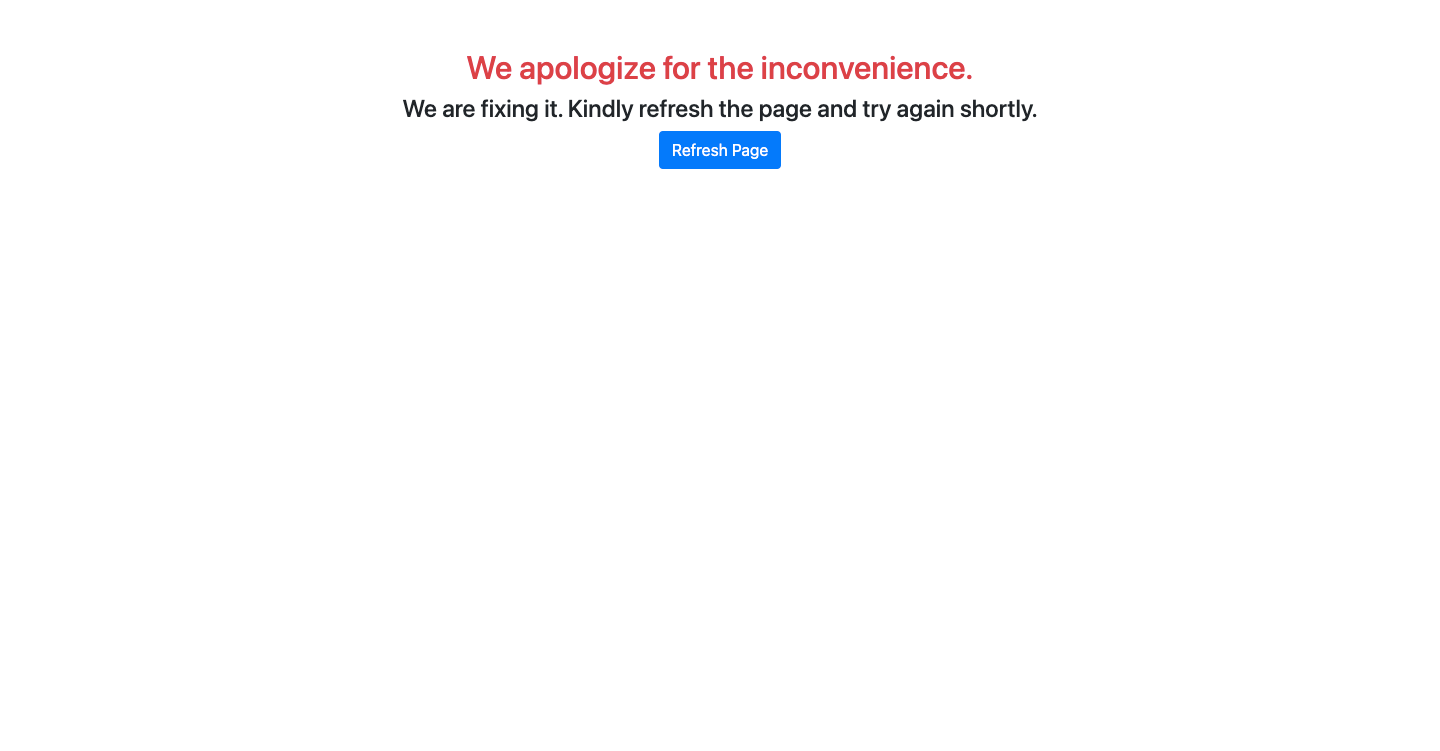 We apologize for the inconvenience.
We are fixing it. Kindly refresh the page and try again shortly.
Refresh Page